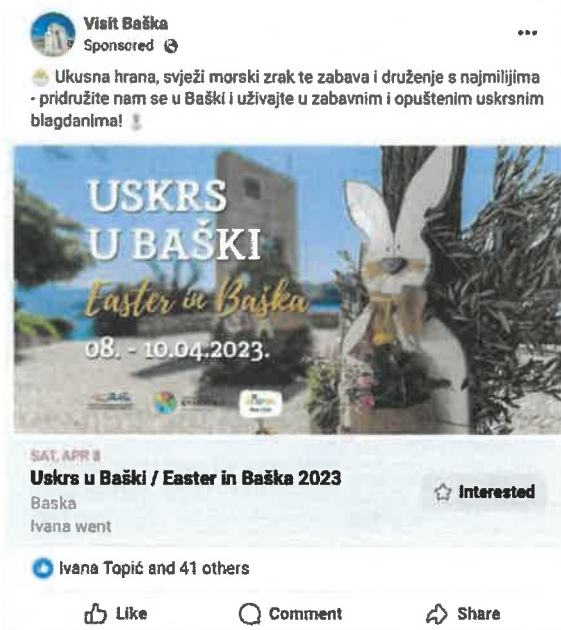 Visit Baška
Sponsored
Ukusna hrana, svježi morski zrak te zabava i druženje s najmilijima
- pridružite nam se u Baški i uživajte u zabavnim i opuštenim uskrsnim
blagdanima!
USKRS
U BAŠKI
Easter in Baška
08. - 10.04.2023.
SAT, APR 8
Uskrs u Baški / Easter in Baška 2023
Baska
Ivana went
Interested
Ivana Topić and 41 others
Like
Comment
Share